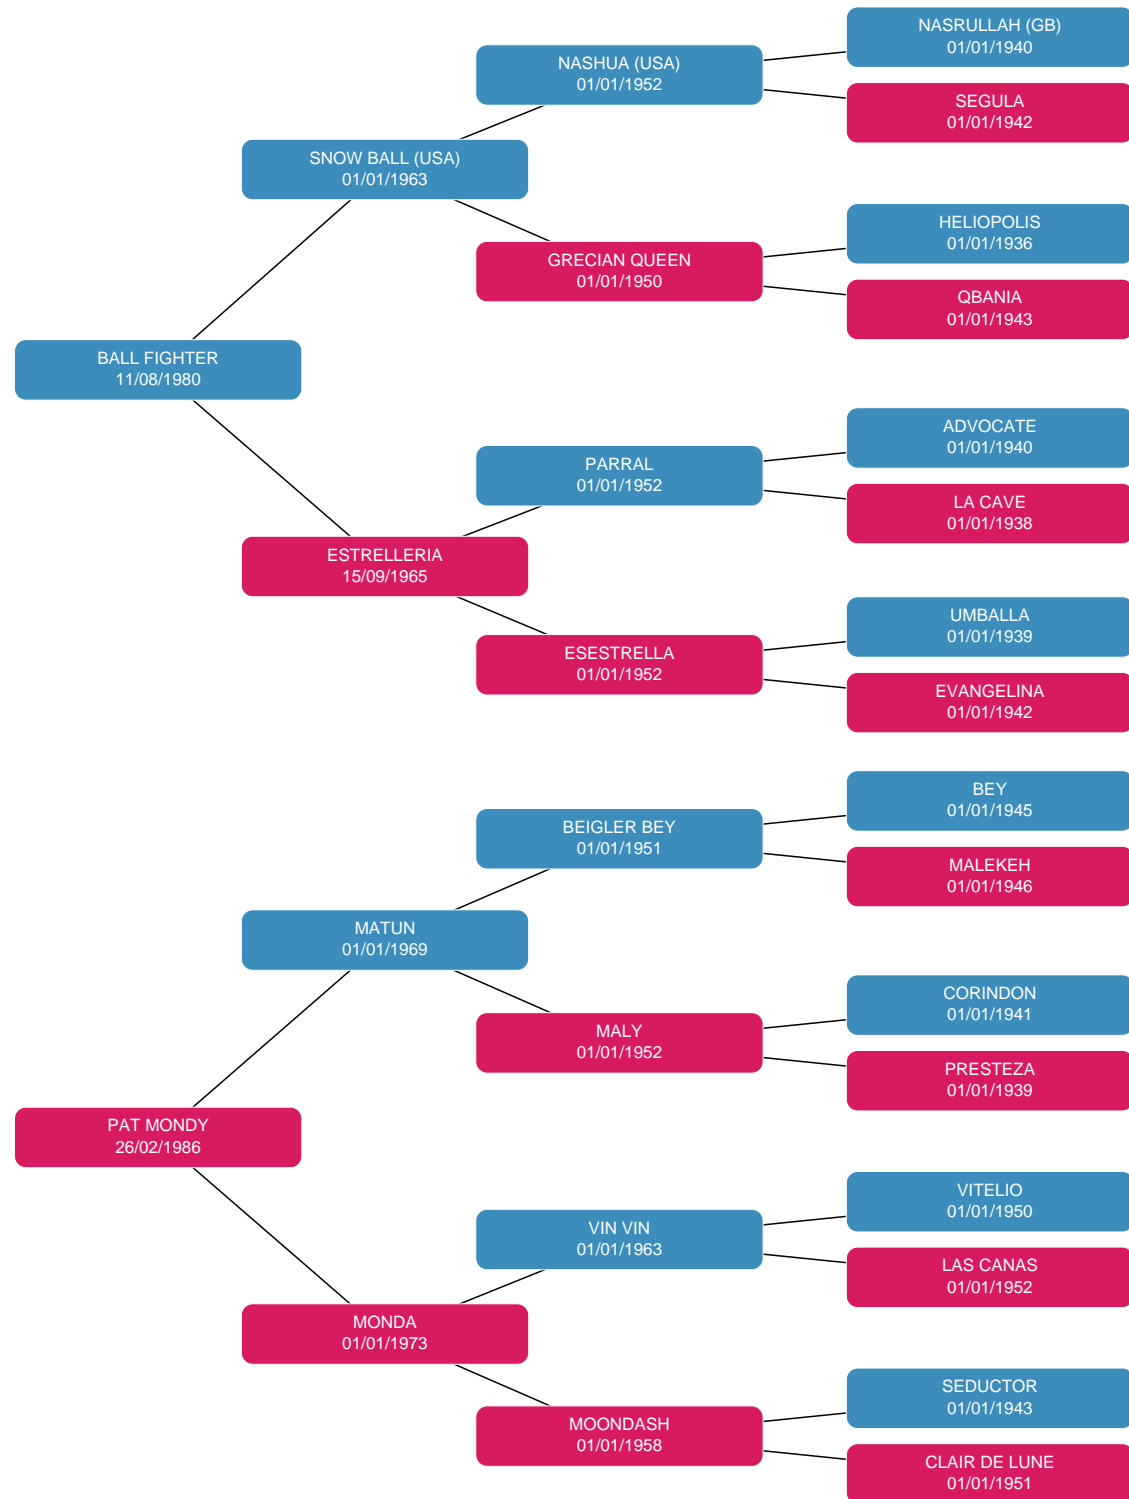 NASRULLAH (GB)
01/01/1940
NASHUA (USA)
01/01/1952
SEGULA
01/01/1942
SNOW BALL (USA)
01/01/1963
HELIOPOLIS
01/01/1936
GRECIAN QUEEN
01/01/1950
QBANIA
01/01/1943
BALL FIGHTER
11/08/1980
ADVOCATE
01/01/1940
PARRAL
01/01/1952
LA CAVE
01/01/1938
ESTRELLERIA
15/09/1965
UMBALLA
01/01/1939
ESESTRELLA
01/01/1952
EVANGELINA
01/01/1942
BEY
01/01/1945
BEIGLER BEY
01/01/1951
MALEKEH
01/01/1946
MATUN
01/01/1969
CORINDON
01/01/1941
MALY
01/01/1952
PRESTEZA
01/01/1939
PAT MONDY
26/02/1986
VITELIO
01/01/1950
VIN VIN
01/01/1963
LAS CANAS
01/01/1952
MONDA
01/01/1973
SEDUCTOR
01/01/1943
MOONDASH
01/01/1958
CLAIR DE LUNE
01/01/1951